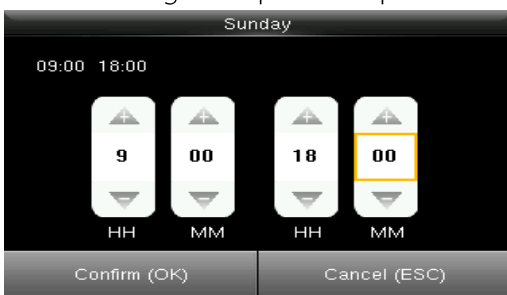 Sunday
09:00 18:00
+ + + +
9 00 18 00
− − − −
HH MM HH MM
Confirm (OK) Cancel (ESC)